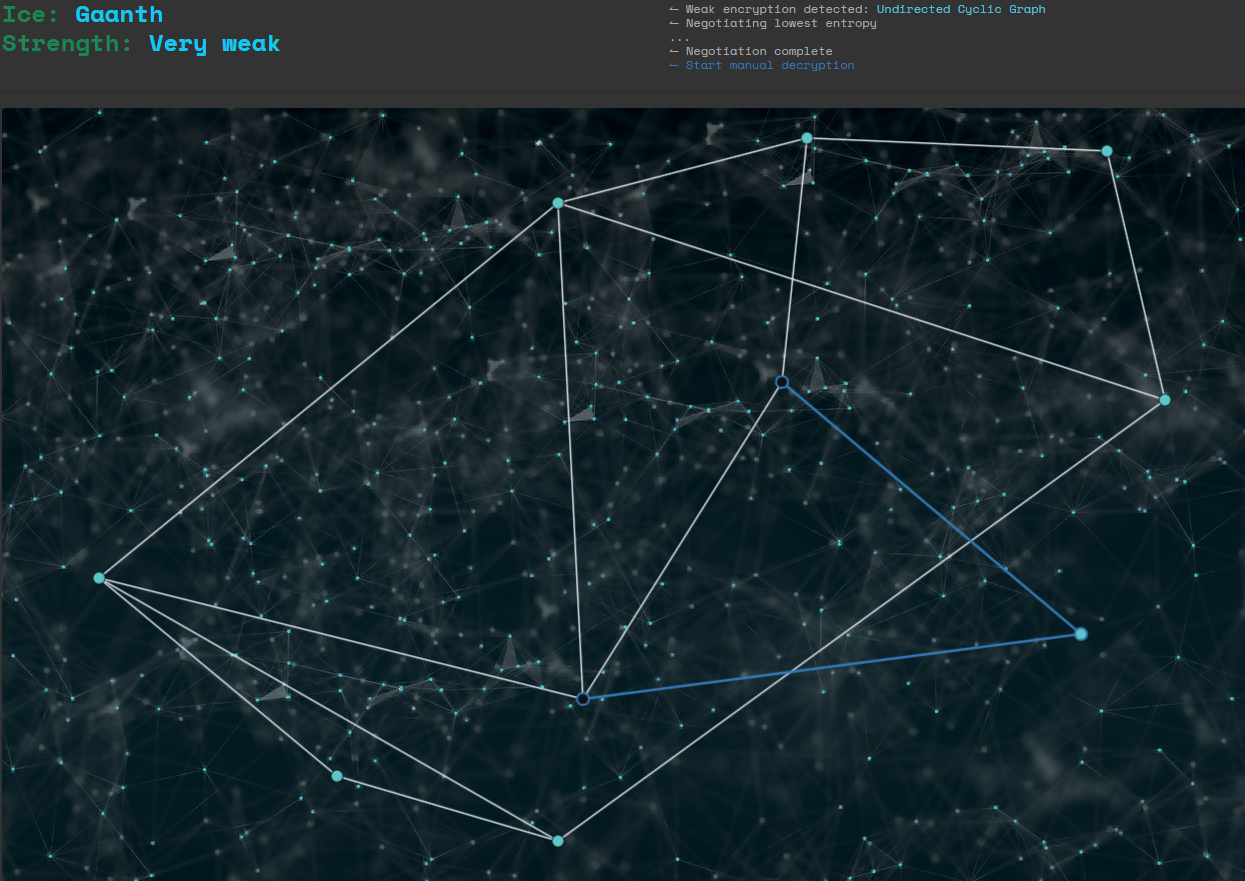 Ice: Gaanth
Strength: Very weak
← Weak encryption detected: Undirected Cyclic Graph
← Negotiating lowest entropy
...
← Negotiation complete
← Start manual decryption